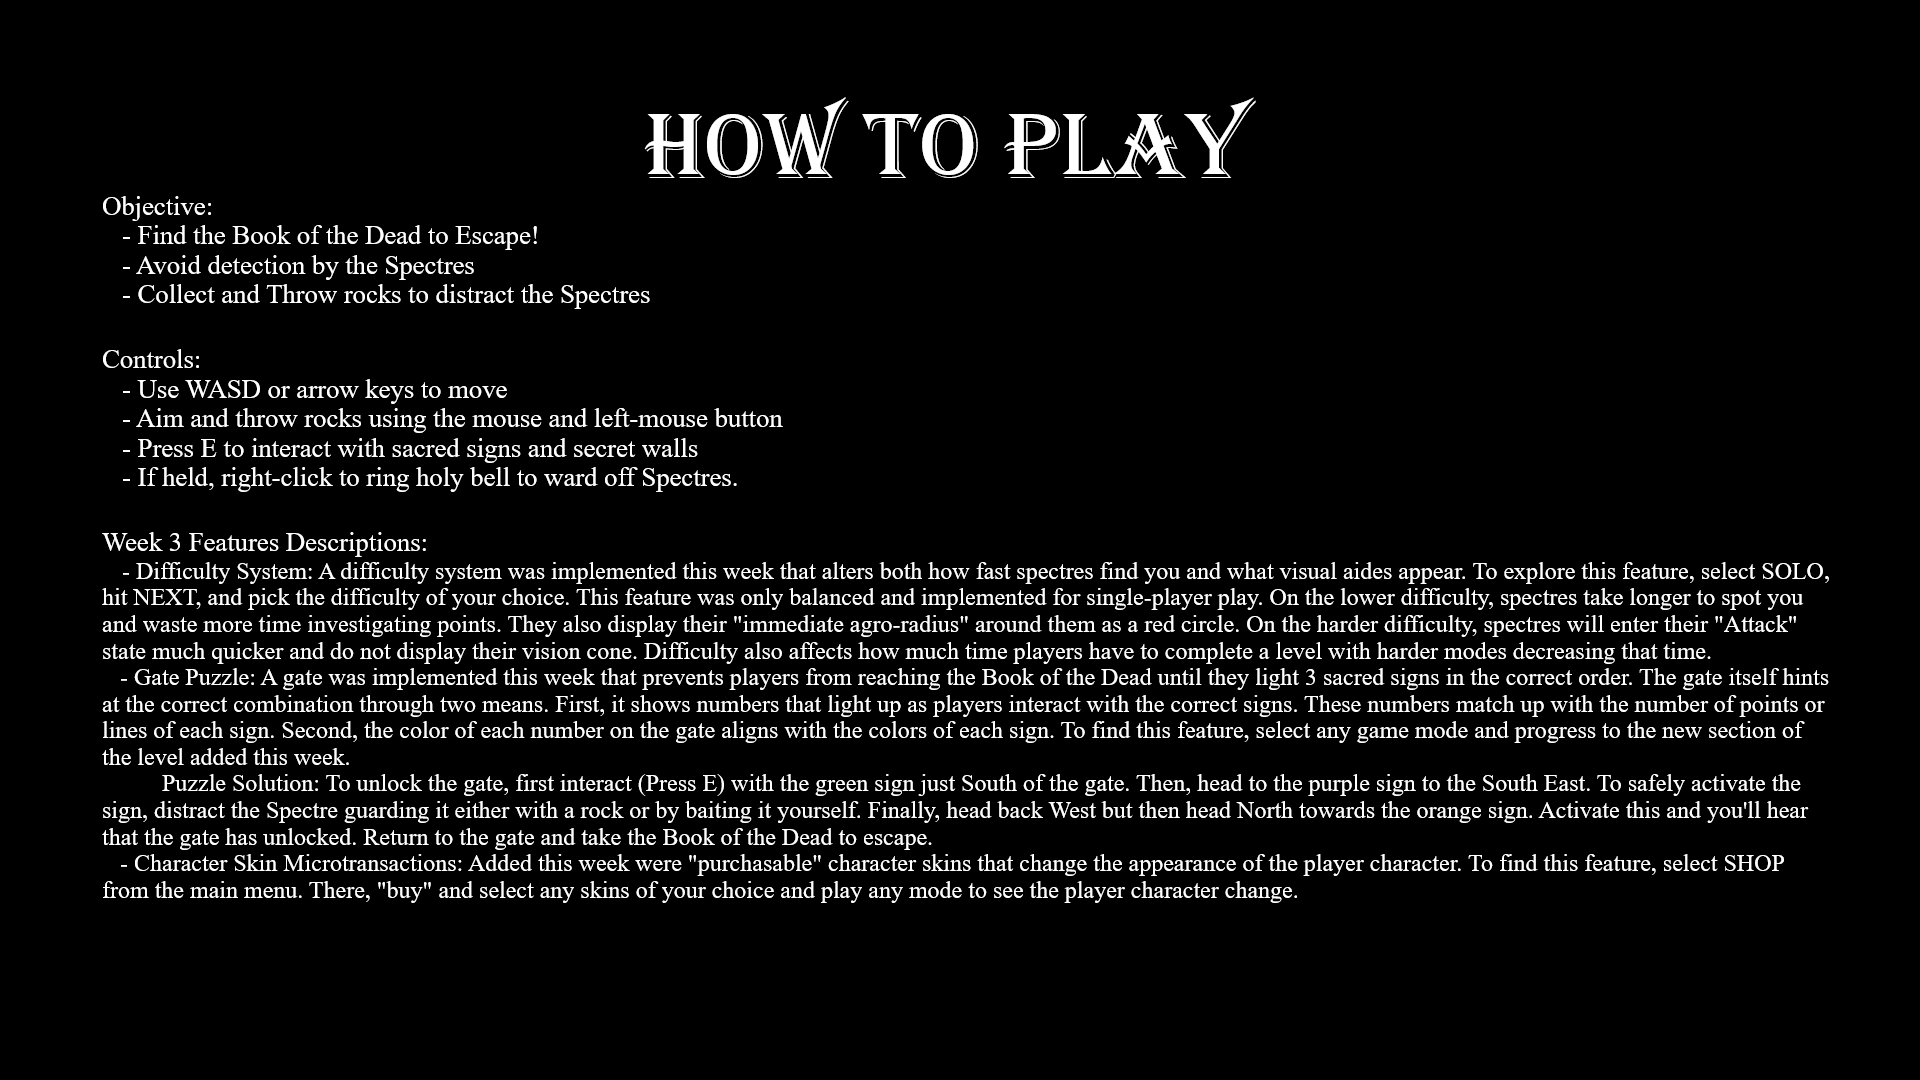 HOW TO PLAY
Objective:
- Find the Book of the Dead to Escape!
- Avoid detection by the Spectres
- Collect and Throw rocks to distract the Spectres
Controls:
- Use WASD or arrow keys to move
- Aim and throw rocks using the mouse and left-mouse button
- Press E to interact with sacred signs and secret walls
- If held, right-click to ring holy bell to ward off Spectres.
Week 3 Features Descriptions:
- Difficulty System: A difficulty system was implemented this week that alters both how fast spectres find you and what visual aides appear. To explore this feature, select SOLO,
hit NEXT, and pick the difficulty of your choice. This feature was only balanced and implemented for single-player play. On the lower difficulty, spectres take longer to spot you
and waste more time investigating points. They also display their "immediate agro-radius" around them as a red circle. On the harder difficulty, spectres will enter their "Attack"
state much quicker and do not display their vision cone. Difficulty also affects how much time players have to complete a level with harder modes decreasing that time.
- Gate Puzzle: A gate was implemented this week that prevents players from reaching the Book of the Dead until they light 3 sacred signs in the correct order. The gate itself hints
at the correct combination through two means. First, it shows numbers that light up as players interact with the correct signs. These numbers match up with the number of points or
lines of each sign. Second, the color of each number on the gate aligns with the colors of each sign. To find this feature, select any game mode and progress to the new section of
the level added this week.
Puzzle Solution: To unlock the gate, first interact (Press E) with the green sign just South of the gate. Then, head to the purple sign to the South East. To safely activate the
sign, distract the Spectre guarding it either with a rock or by baiting it yourself. Finally, head back West but then head North towards the orange sign. Activate this and you'll hear
that the gate has unlocked. Return to the gate and take the Book of the Dead to escape.
- Character Skin Microtransactions: Added this week were "purchasable" character skins that change the appearance of the player character. To find this feature, select SHOP
from the main menu. There, "buy" and select any skins of your choice and play any mode to see the player character change.